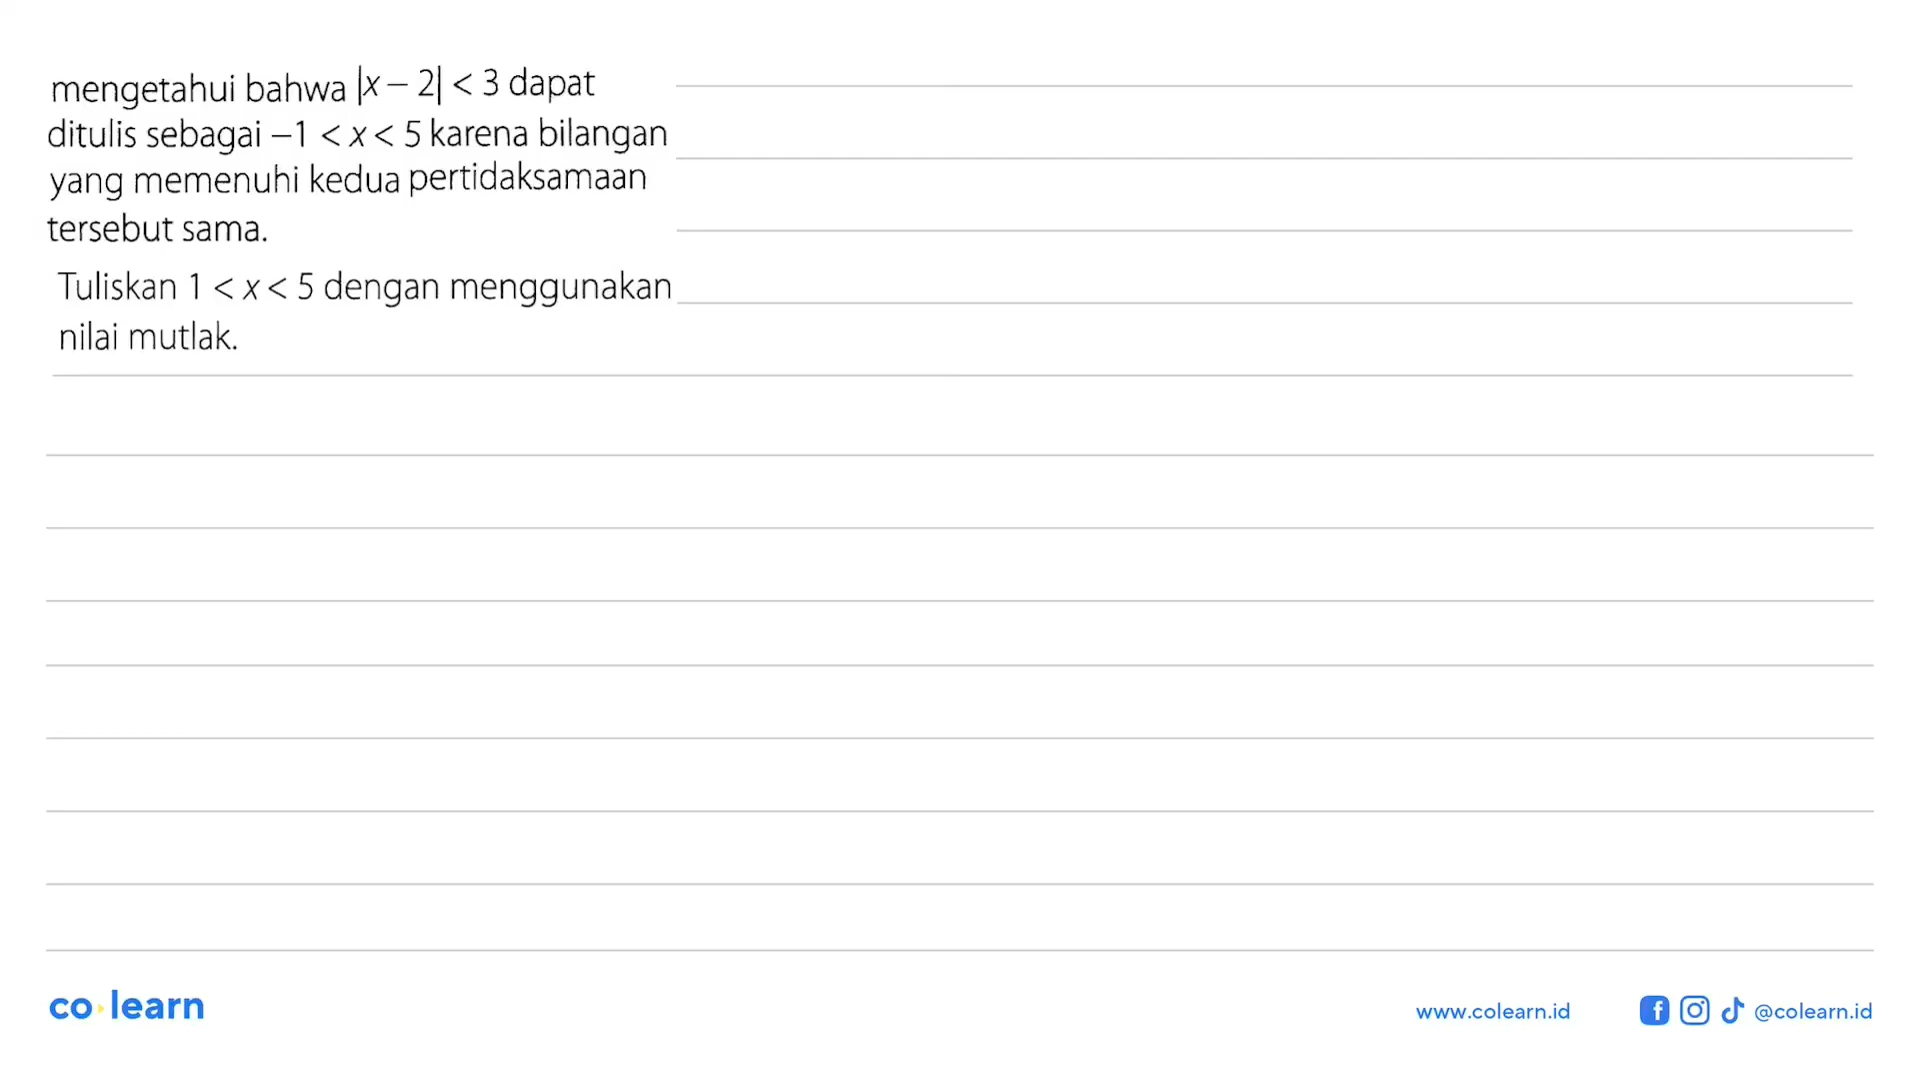 mengetahui bahwa |x – 2| < 3 dapat
ditulis sebagai –1 < x < 5 karena bilangan
yang memenuhi kedua pertidaksamaan
tersebut sama.
Tuliskan 1 < x < 5 dengan menggunakan
nilai mutlak.
co learn
www.colearn.id
@colearn.id